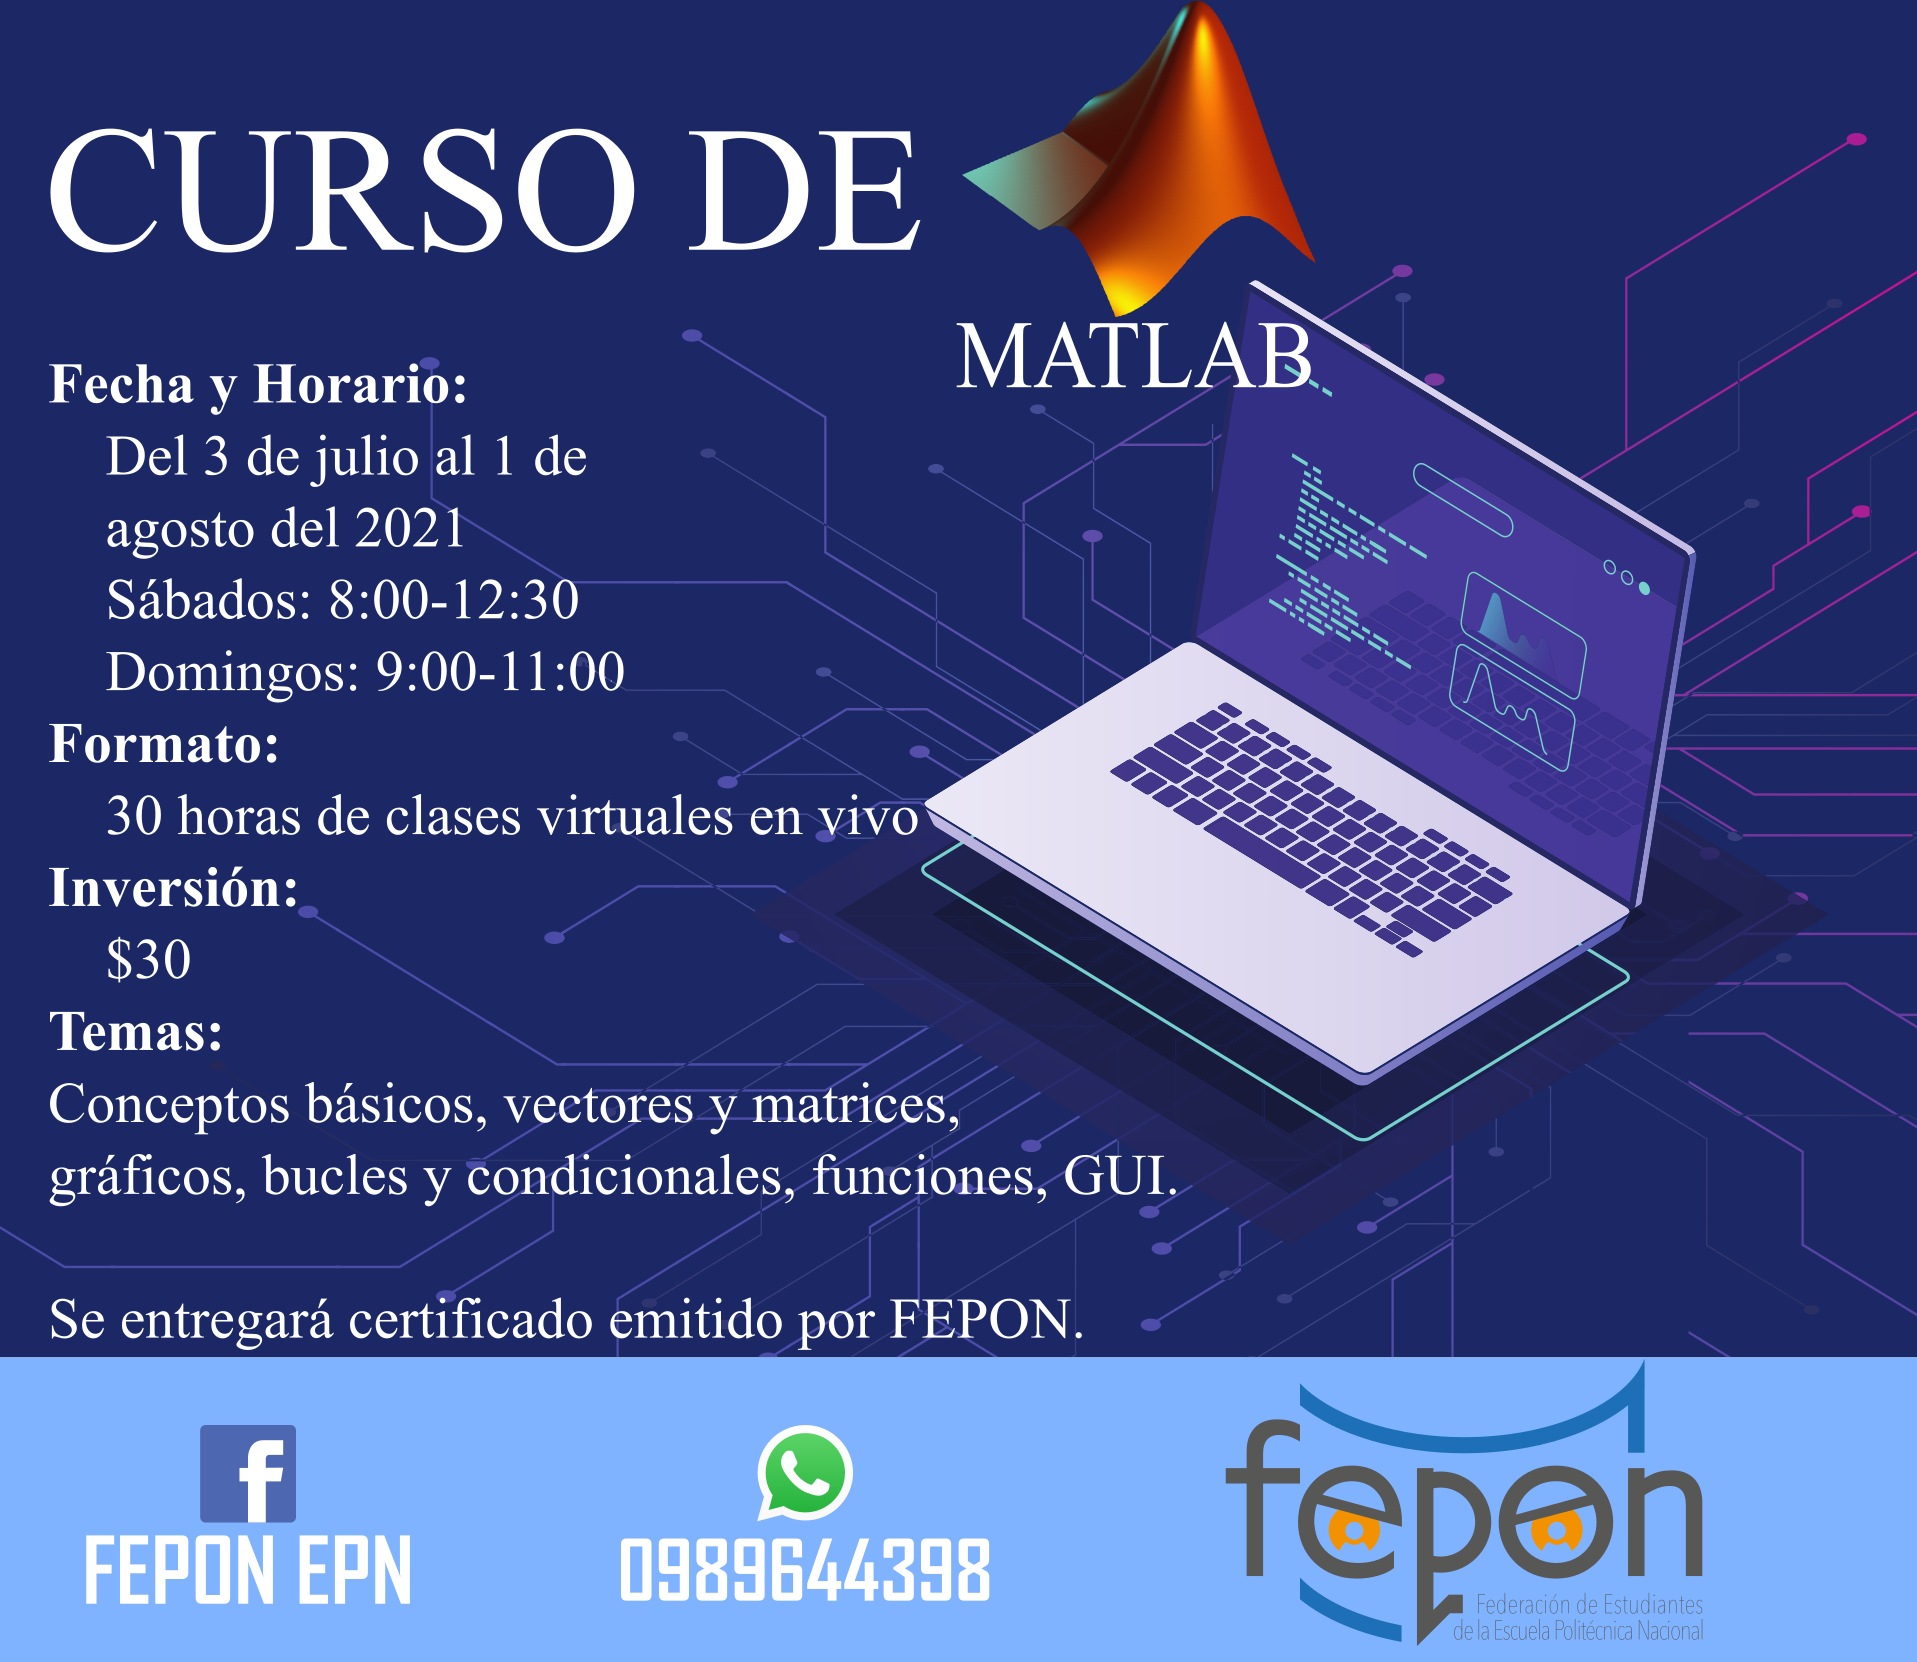 CURSO DE
MATLAB
Fecha y Horario:
Del 3 de julio al 1 de
agosto del 2021
Sábados: 8:00-12:30
Domingos: 9:00-11:00
Formato:
30 horas de clases virtuales en vivo
Inversión:
$30
Temas:
Conceptos básicos, vectores y matrices,
gráficos, bucles y condicionales, funciones, GUI.
Se entregará certificado emitido por FEPON.
FEPON EPN
0989644398
fepon
Federación de Estudiantes
de la Escuela Politécnica Nacional